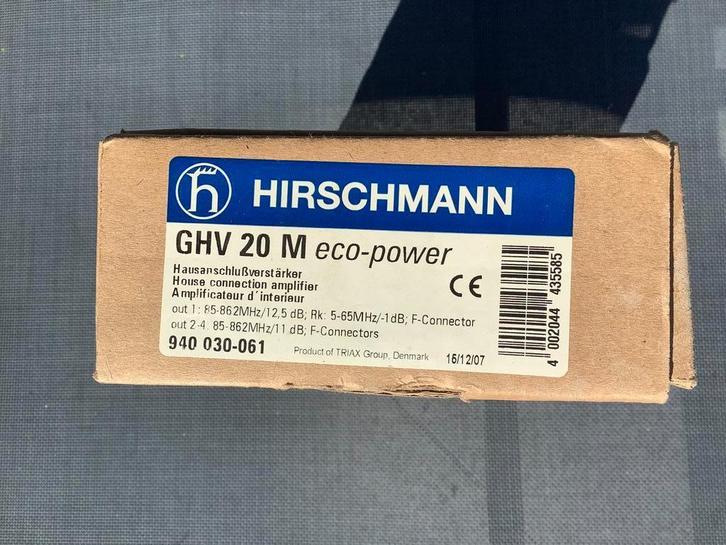 HIRSCHMANN
GHV 20 M eco-power
Hausanschlußverstärker
House connection amplifier
Amplificateur d'interieur
out 1: 85-862MHz/12,5 dB; Rk: 5-65MHz/-1dB; F-Connector
out 2-4: 85-862MHz/11 dB; F-Connectors
940 030-061 Product of TRIAX Group, Denmark 15/12/07
CE
4 002044 435585